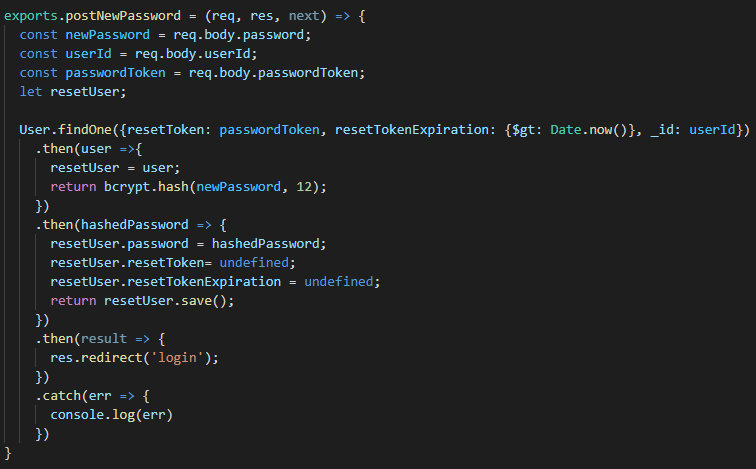 exports.postNewPassword = (req, res, next) => {
  const newPassword = req.body.password;
  const userId = req.body.userId;
  const passwordToken = req.body.passwordToken;
  let resetUser;

  User.findOne({resetToken: passwordToken, resetTokenExpiration: {$gt: Date.now()}, _id: userId})
    .then(user =>{
      resetUser = user;
      return bcrypt.hash(newPassword, 12);
    })
    .then(hashedPassword => {
      resetUser.password = hashedPassword;
      resetUser.resetToken= undefined;
      resetUser.resetTokenExpiration = undefined;
      return resetUser.save();
    })
    .then(result => {
      res.redirect('login');
    })
    .catch(err => {
      console.log(err)
    })
}